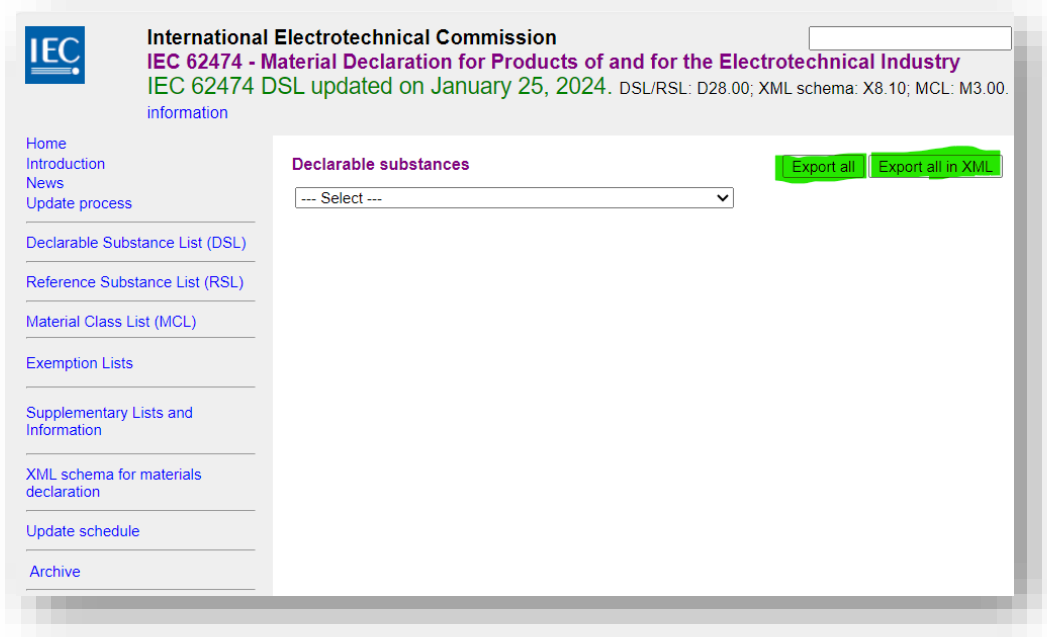 IEC
International Electrotechnical Commission
IEC 62474 - Material Declaration for Products of and for the Electrotechnical Industry
IEC 62474 DSL updated on January 25, 2024. DSL/RSL: D28.00; XML schema: X8.10; MCL: M3.00.
information
Home
Introduction
News
Update process
Declarable Substance List (DSL)
Reference Substance List (RSL)
Material Class List (MCL)
Exemption Lists
Supplementary Lists and
Information
XML schema for materials
declaration
Update schedule
Archive
Declarable substances
Export all
Export all in XML
--- Select ---